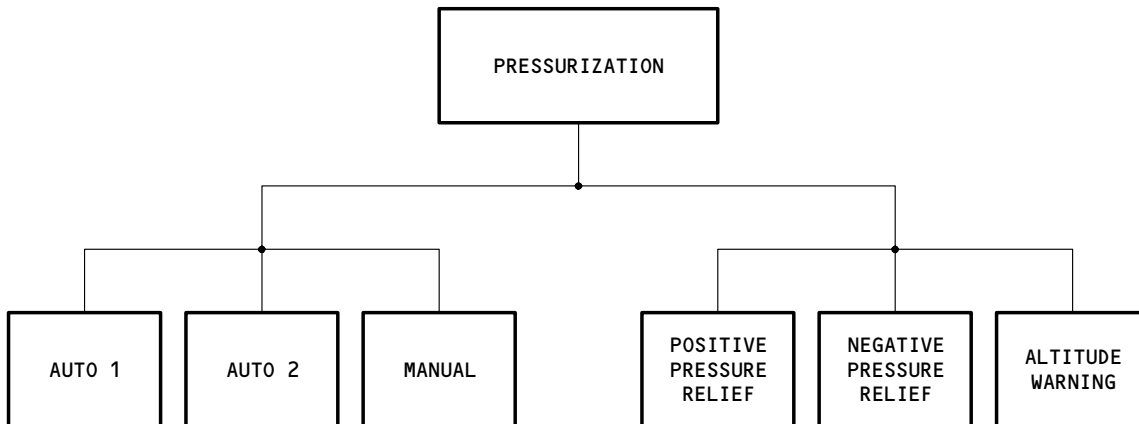 PRESSURIZATION
AUTO 1
AUTO 2
MANUAL
POSITIVE
PRESSURE
RELIEF
NEGATIVE
PRESSURE
RELIEF
ALTITUDE
WARNING